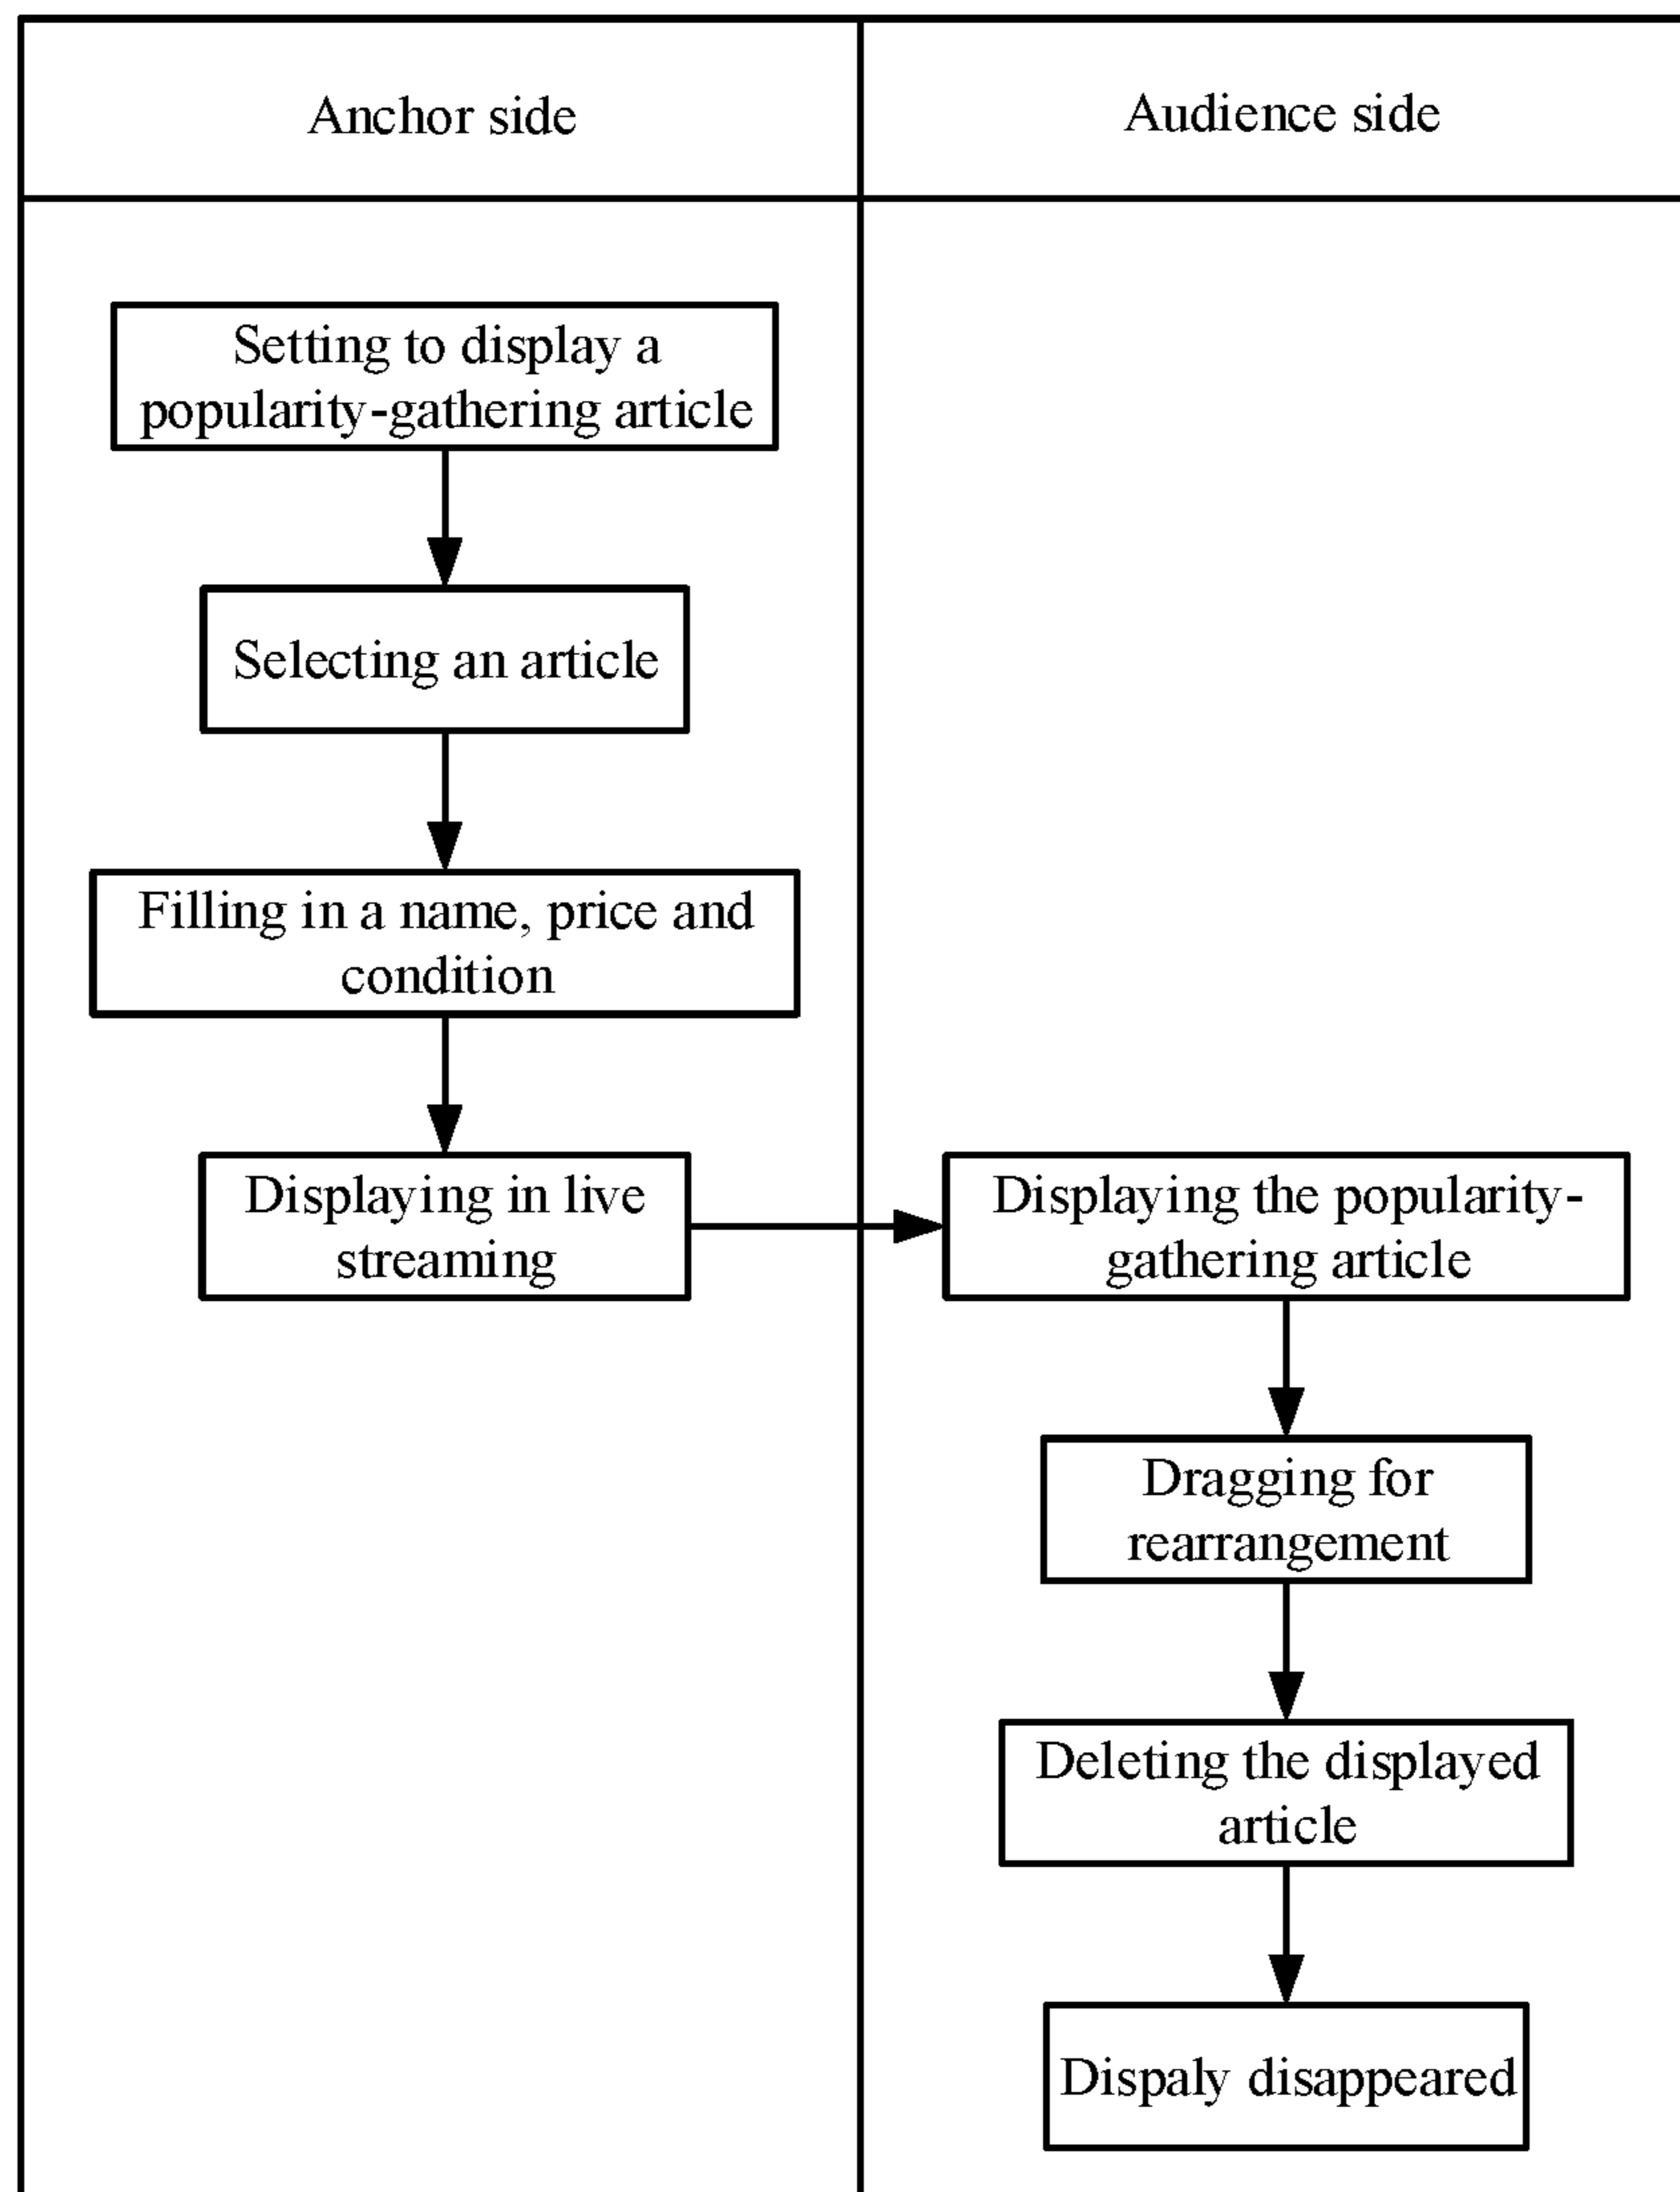 Anchor side
Audience side
Setting to display a
popularity-gathering article
Selecting an article
Filling in a name, price and
condition
Displaying in live
streaming
Displaying the popularity-
gathering article
Dragging for
rearrangement
Deleting the displayed
article
Dispaly disappeared